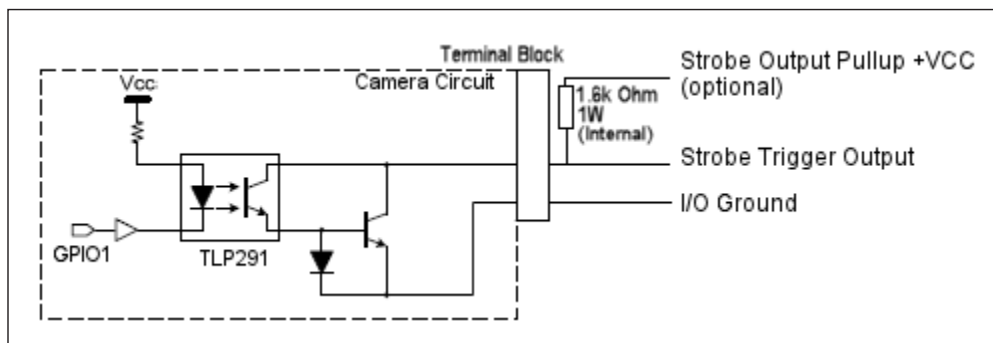 Terminal Block
Camera Circuit
Vcc
Strobe Output Pullup +VCC
(optional)
1.6k Ohm
1W
(Internal)
Strobe Trigger Output
I/O Ground
GPIO1
TLP291